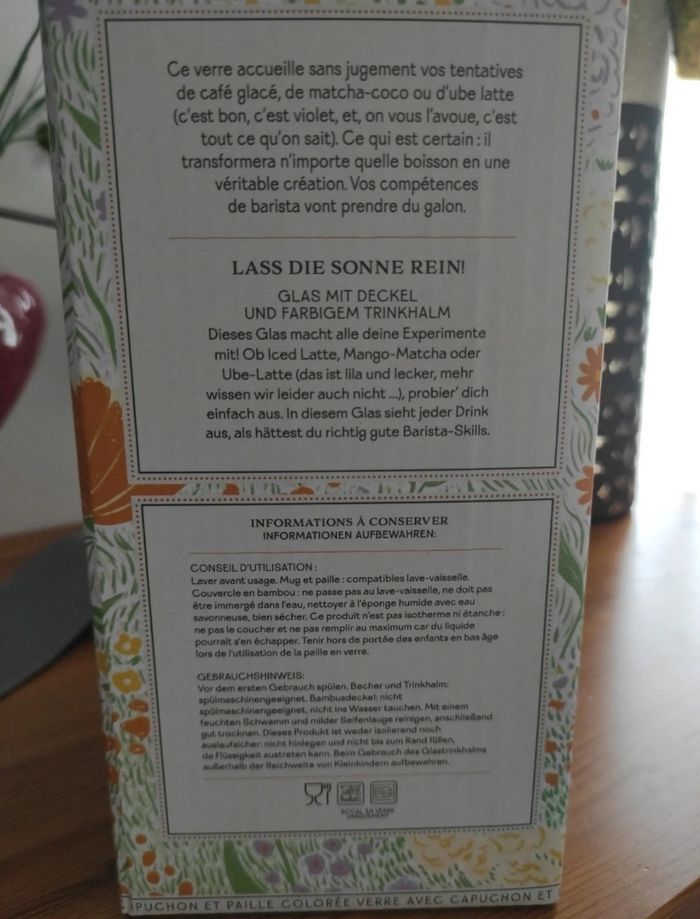 Ce verre accueille sans jugement vos tentatives
de café glacé, de matcha-coco ou d'ube latte
(c'est bon, c'est violet, et, on vous l'avoue, c'est
tout ce qu'on sait). Ce qui est certain : il
transformera n'importe quelle boisson en une
véritable création. Vos compétences
de barista vont prendre du galon.
LASS DIE SONNE REIN!
GLAS MIT DECKEL
UND FARBIGEM TRINKHALM
Dieses Glas macht alle deine Experimente
mit! Ob Iced Latte, Mango-Matcha oder
Ube-Latte (das ist lila und lecker, mehr
wissen wir leider auch nicht ...), probier' dich
einfach aus. In diesem Glas sieht jeder Drink
aus, als hättest du richtig gute Barista-Skills.
INFORMATIONS À CONSERVER
INFORMATIONEN AUFBEWAHREN:
CONSEIL D'UTILISATION :
Laver avant usage. Mug et paille : compatibles lave-vaisselle.
Couvercle en bambou : ne passe pas au lave-vaisselle, ne doit pas
être immergé dans l'eau, nettoyer à l'éponge humide avec eau
savonneuse, bien sécher. Ce produit n'est pas isotherme ni étanche :
ne pas le coucher et ne pas remplir au maximum car du liquide
pourrait s'en échapper. Tenir hors de portée des enfants en bas âge
lors de l'utilisation de la paille en verre.
GEBRAUCHSHINWEIS:
Vor dem ersten Gebrauch spülen. Becher und Trinkhalm:
spülmaschinengeeignet. Bambusdeckel: nicht
spülmaschinengeeignet, nicht ins Wasser tauchen. Mit einem
feuchten Schwamm und milder Seifenlauge reinigen, anschließend
gut trocknen. Dieses Produkt ist weder isolierend noch
auslaufsicher: nicht hinlegen und nicht bis zum Rand füllen,
da Flüssigkeit austreten kann. Beim Gebrauch des Glastrinkhalms
außerhalb der Reichweite von Kleinkindern aufbewahren.
BOCAL EN VERRE
UNIQUEMENT
PUCHON ET PAILLE COLORÉE VERRE AVEC CAPUCHON ET